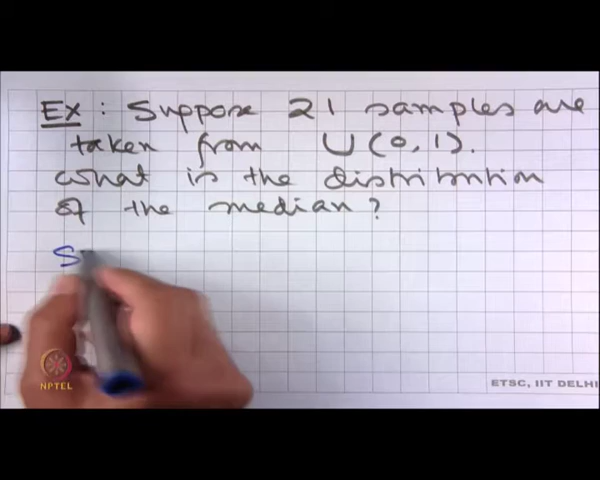 Ex : Suppose 21 samples are
taken from U(0,1).
What is the distribution
of the median?
S
NPTEL
ETSC, IIT DELHI